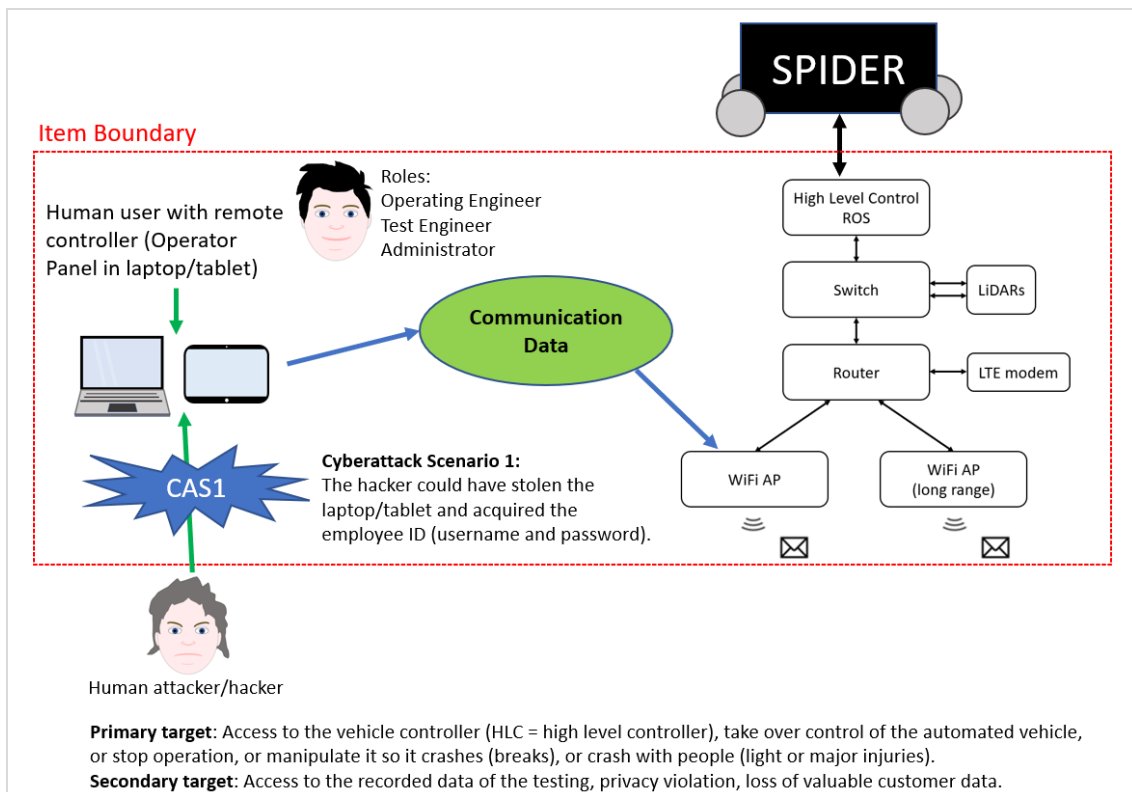 SPIDER
Item Boundary
Roles:
Operating Engineer
Test Engineer
Administrator
Human user with remote
controller (Operator
Panel in laptop/tablet)
High Level Control
ROS
Switch
LiDARs
Communication
Data
Router
LTE modem
CAS1
Cyberattack Scenario 1:
The hacker could have stolen the
laptop/tablet and acquired the
employee ID (username and password).
WiFi AP
WiFi AP
(long range)
Human attacker/hacker
Primary target: Access to the vehicle controller (HLC = high level controller), take over control of the automated vehicle,
or stop operation, or manipulate it so it crashes (breaks), or crash with people (light or major injuries).
Secondary target: Access to the recorded data of the testing, privacy violation, loss of valuable customer data.